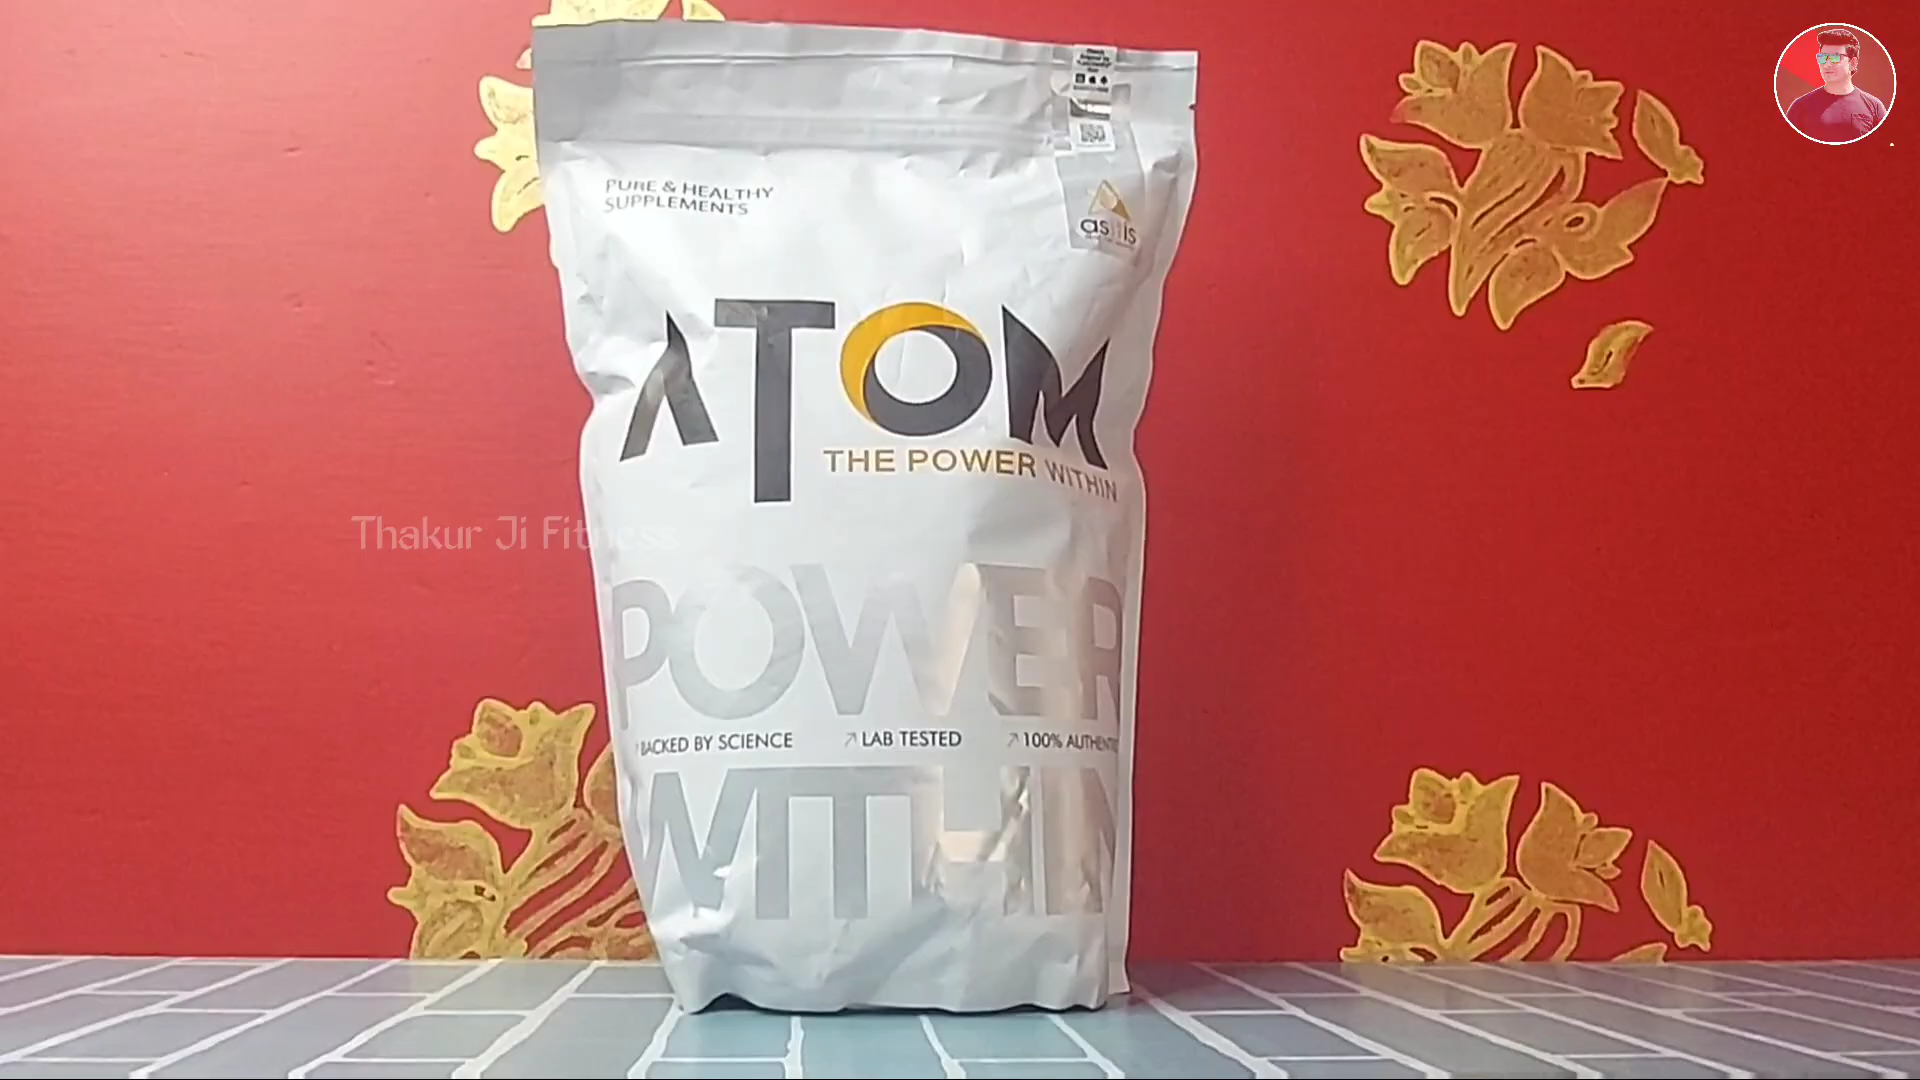 PURE & HEALTHY
SUPPLEMENTS
ATOM
THE POWER WITHIN
Thakur Ji Fitness
POWER
BACKED BY SCIENCE
LAB TESTED
100% AUTHENTIC
WITHIN